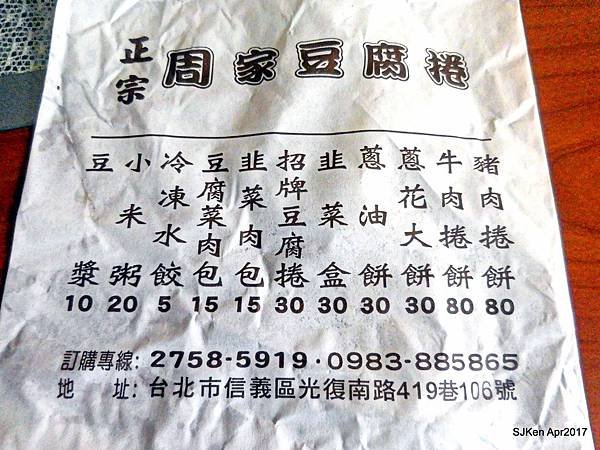 正宗 周家豆腐捲
豬肉捲餅 80
牛肉捲餅 80
蔥花大餅 30
蔥油餅 30
韭菜盒 30
招牌豆腐捲 30
韭菜肉包 15
豆腐菜肉包 15
冷凍水餃 5
小米粥 20
豆漿 10
訂購專線：2758-5919·0983-885865
地址：台北市信義區光復南路419巷106號
SJKen Apr2017